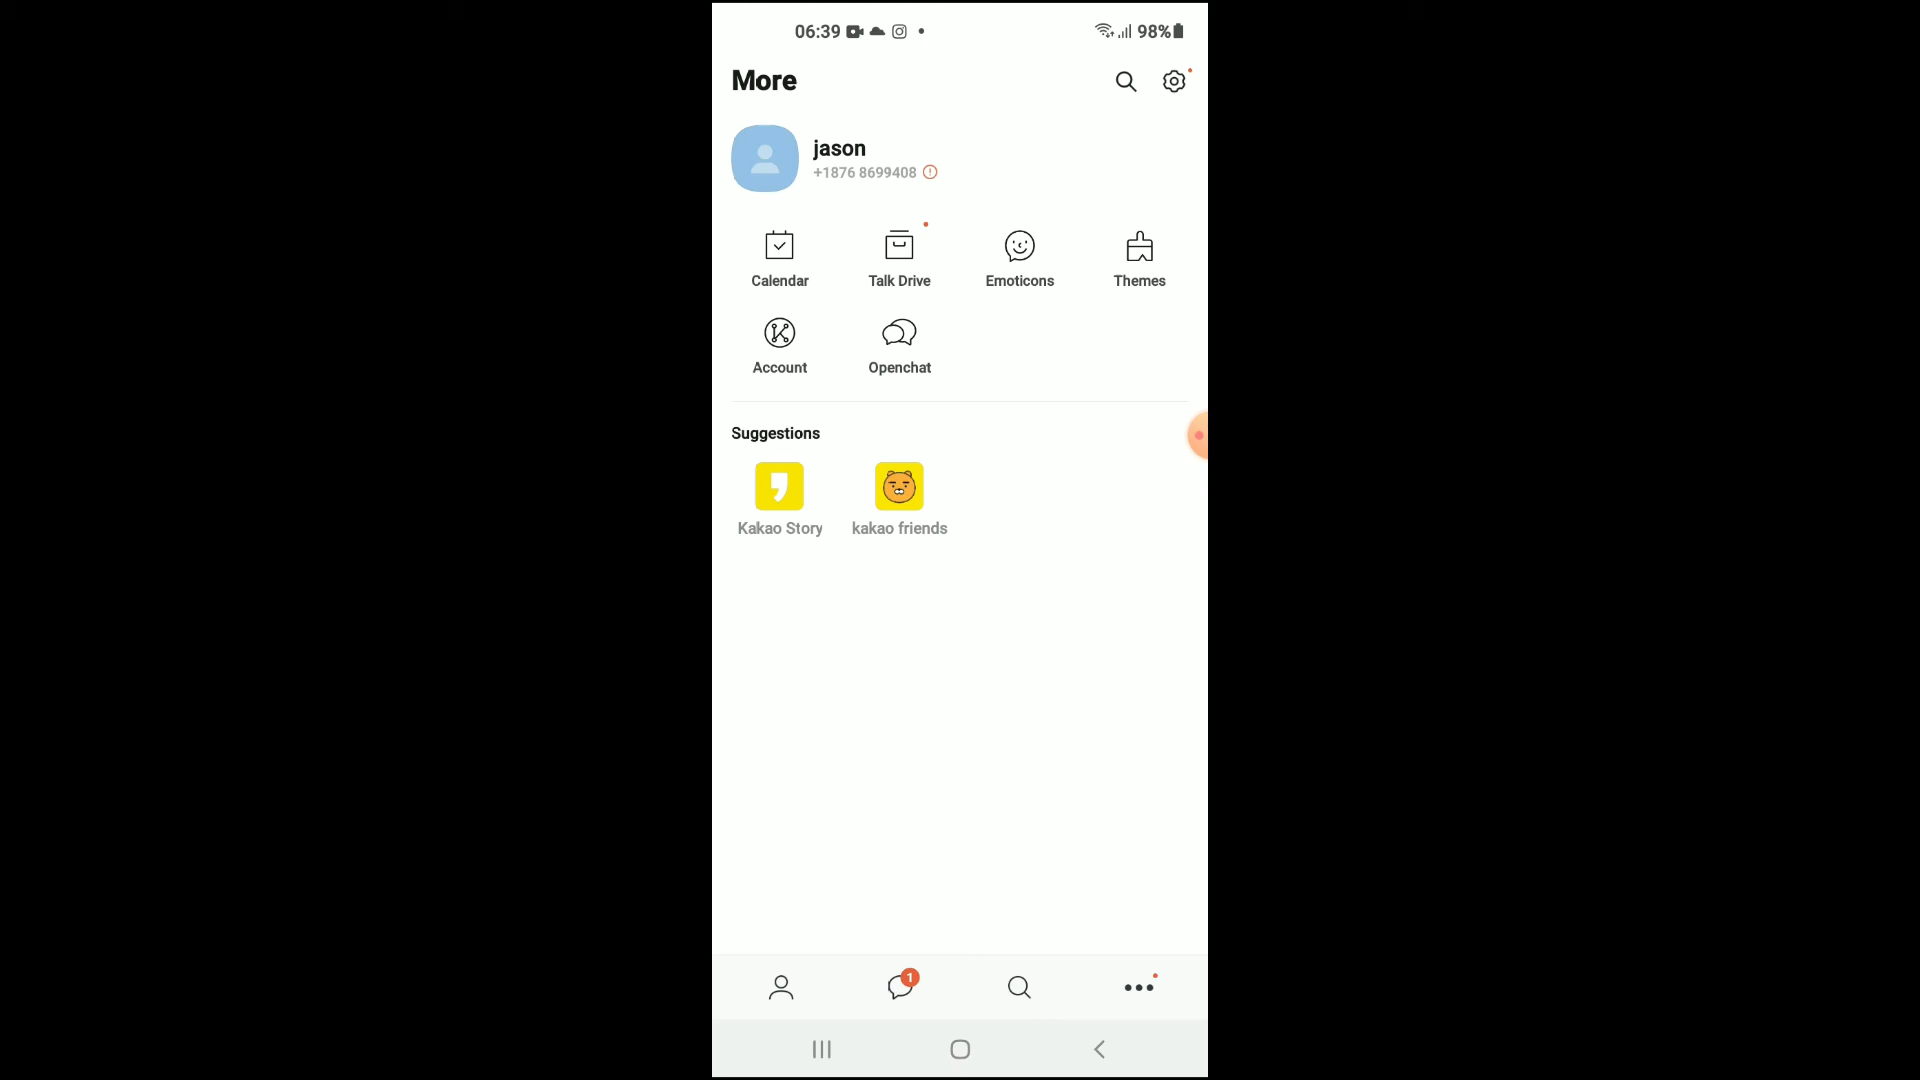 06:39 98%
More
jason
+1876 8699408
Calendar Talk Drive Emoticons Themes
Account Openchat
Suggestions
Kakao Story kakao friends
1